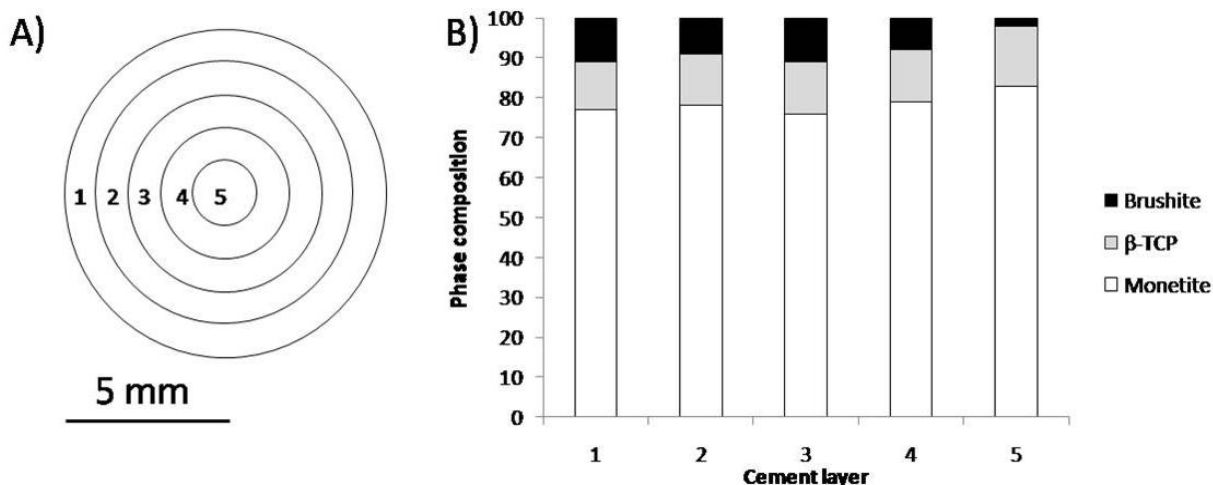 A)
1 2 3 4 5
5 mm
B)
Phase composition
100
90
80
70
60
50
40
30
20
10
0
1 2 3 4 5
Cement layer
Brushite
β-TCP
Monetite